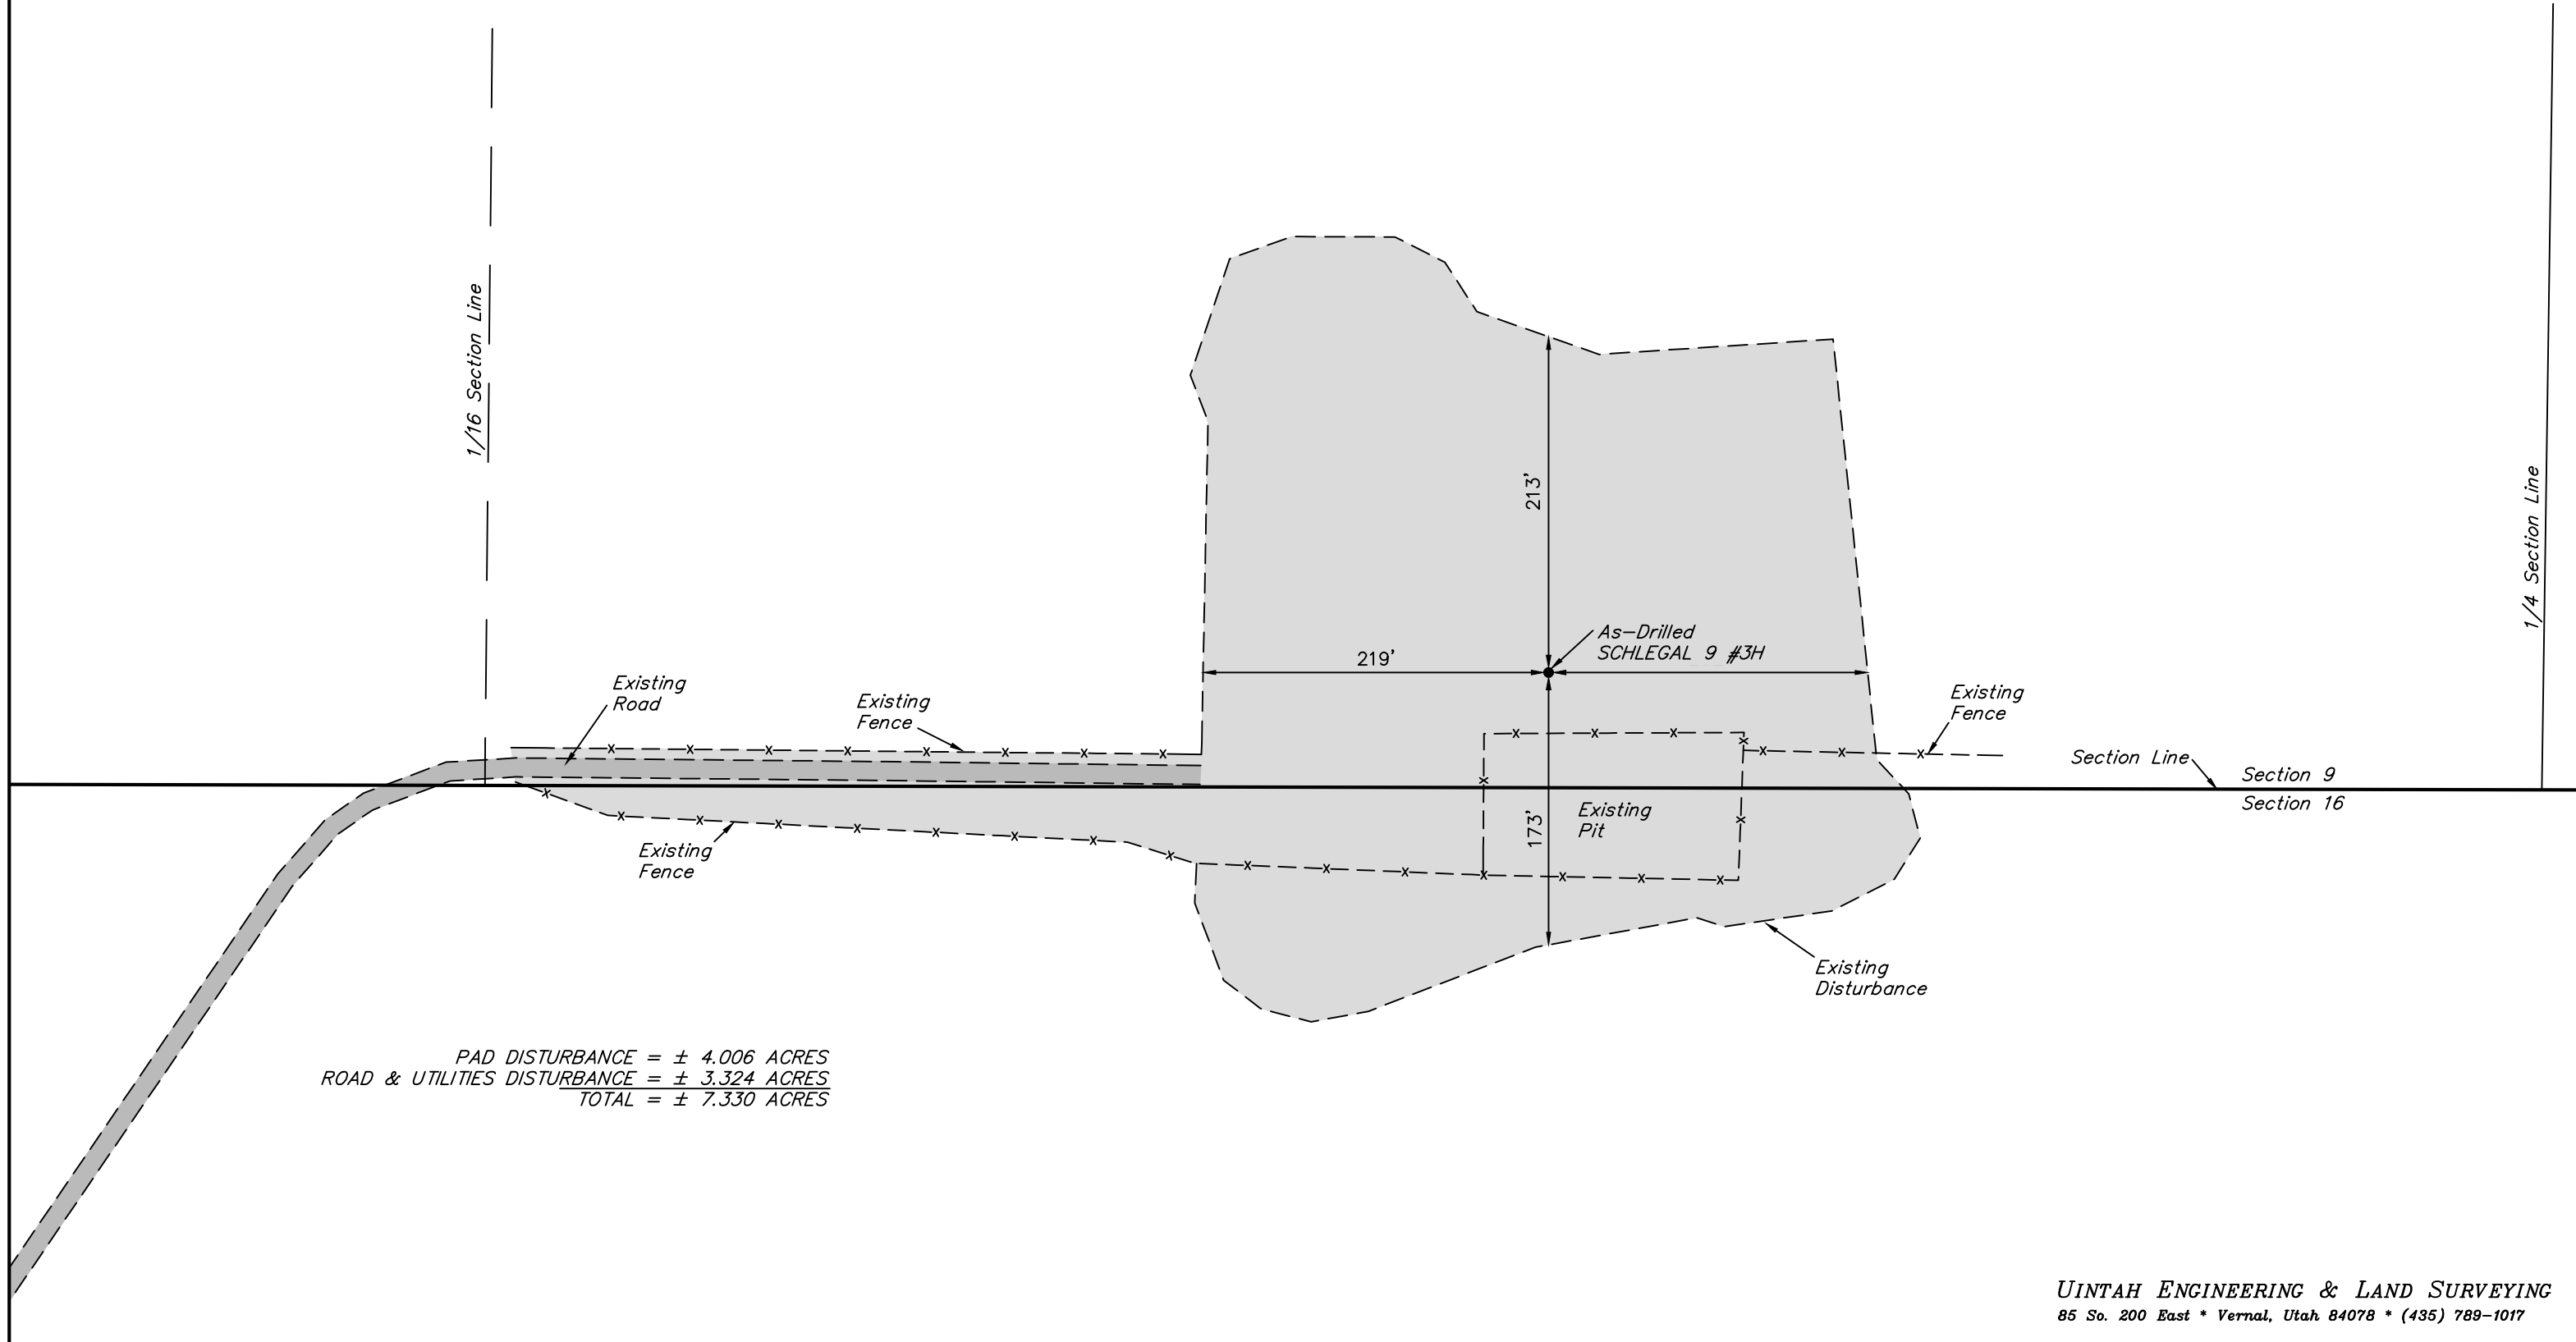 1/16 Section Line
1/4 Section Line
213'
As-Drilled
SCHLEGAL 9 #3H
219'
Existing
Road
Existing
Fence
Existing
Fence
Section Line
Section 9
Section 16
173'
Existing
Pit
Existing
Fence
Existing
Disturbance
PAD DISTURBANCE = ± 4.006 ACRES
ROAD & UTILITIES DISTURBANCE = ± 3.324 ACRES
TOTAL = ± 7.330 ACRES
UINTAH ENGINEERING & LAND SURVEYING
85 So. 200 East * Vernal, Utah 84078 * (435) 789-1017